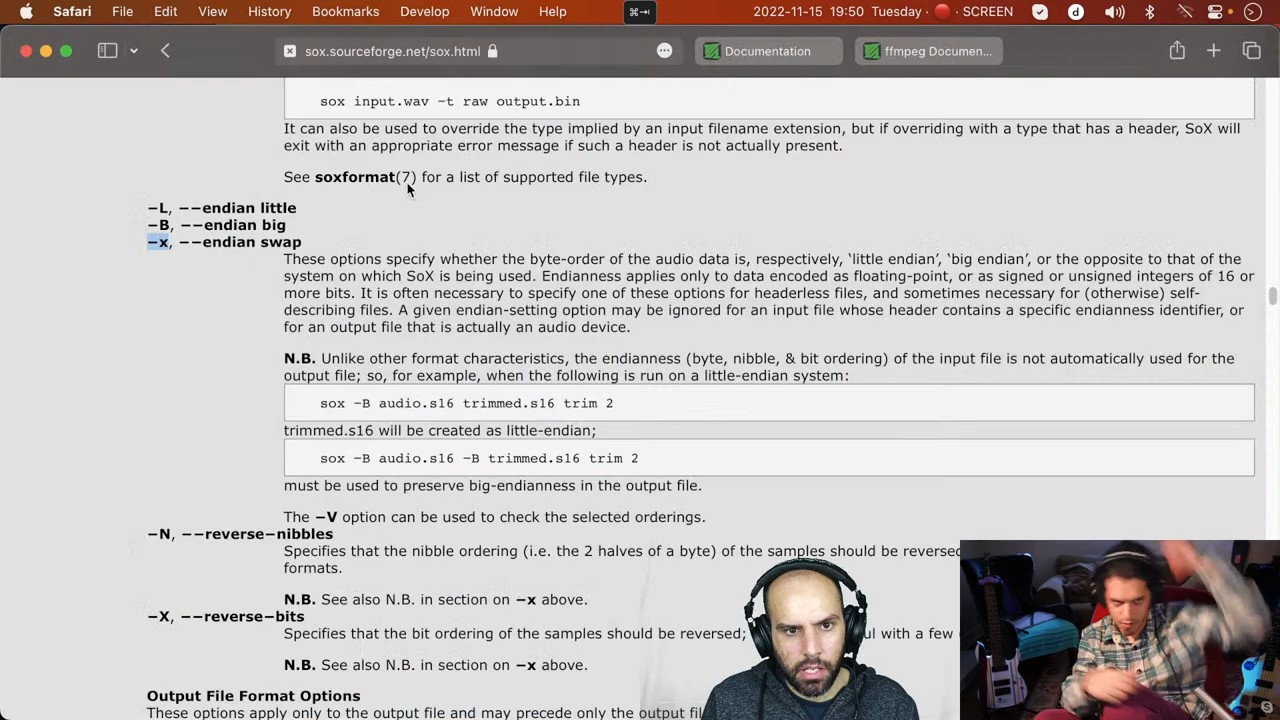 Safari File Edit View History Bookmarks Develop Window Help 2022-11-15 19:50 Tuesday SCREEN
sox.sourceforge.net/sox.html Documentation ffmpeg Documen...
sox input.wav -t raw output.bin
It can also be used to override the type implied by an input filename extension, but if overriding with a type that has a header, SoX will
exit with an appropriate error message if such a header is not actually present.
See soxformat(7) for a list of supported file types.
−L, −−endian little
−B, −−endian big
−x, −−endian swap
These options specify whether the byte-order of the audio data is, respectively, ‘little endian’, ‘big endian’, or the opposite to that of the
system on which SoX is being used. Endianness applies only to data encoded as floating-point, or as signed or unsigned integers of 16 or
more bits. It is often necessary to specify one of these options for headerless files, and sometimes necessary for (otherwise) self-
describing files. A given endian-setting option may be ignored for an input file whose header contains a specific endianness identifier, or
for an output file that is actually an audio device.
N.B. Unlike other format characteristics, the endianness (byte, nibble, & bit ordering) of the input file is not automatically used for the
output file; so, for example, when the following is run on a little-endian system:
sox −B audio.s16 trimmed.s16 trim 2
trimmed.s16 will be created as little-endian;
sox −B audio.s16 −B trimmed.s16 trim 2
must be used to preserve big-endianness in the output file.
The −V option can be used to check the selected orderings.
−N, −−reverse−nibbles
Specifies that the nibble ordering (i.e. the 2 halves of a byte) of the samples should be reversed
formats.
N.B. See also N.B. in section on −x above.
−X, −−reverse−bits
Specifies that the bit ordering of the samples should be reversed; with a few
N.B. See also N.B. in section on −x above.
Output File Format Options
These options apply only to the output file and may precede only the output